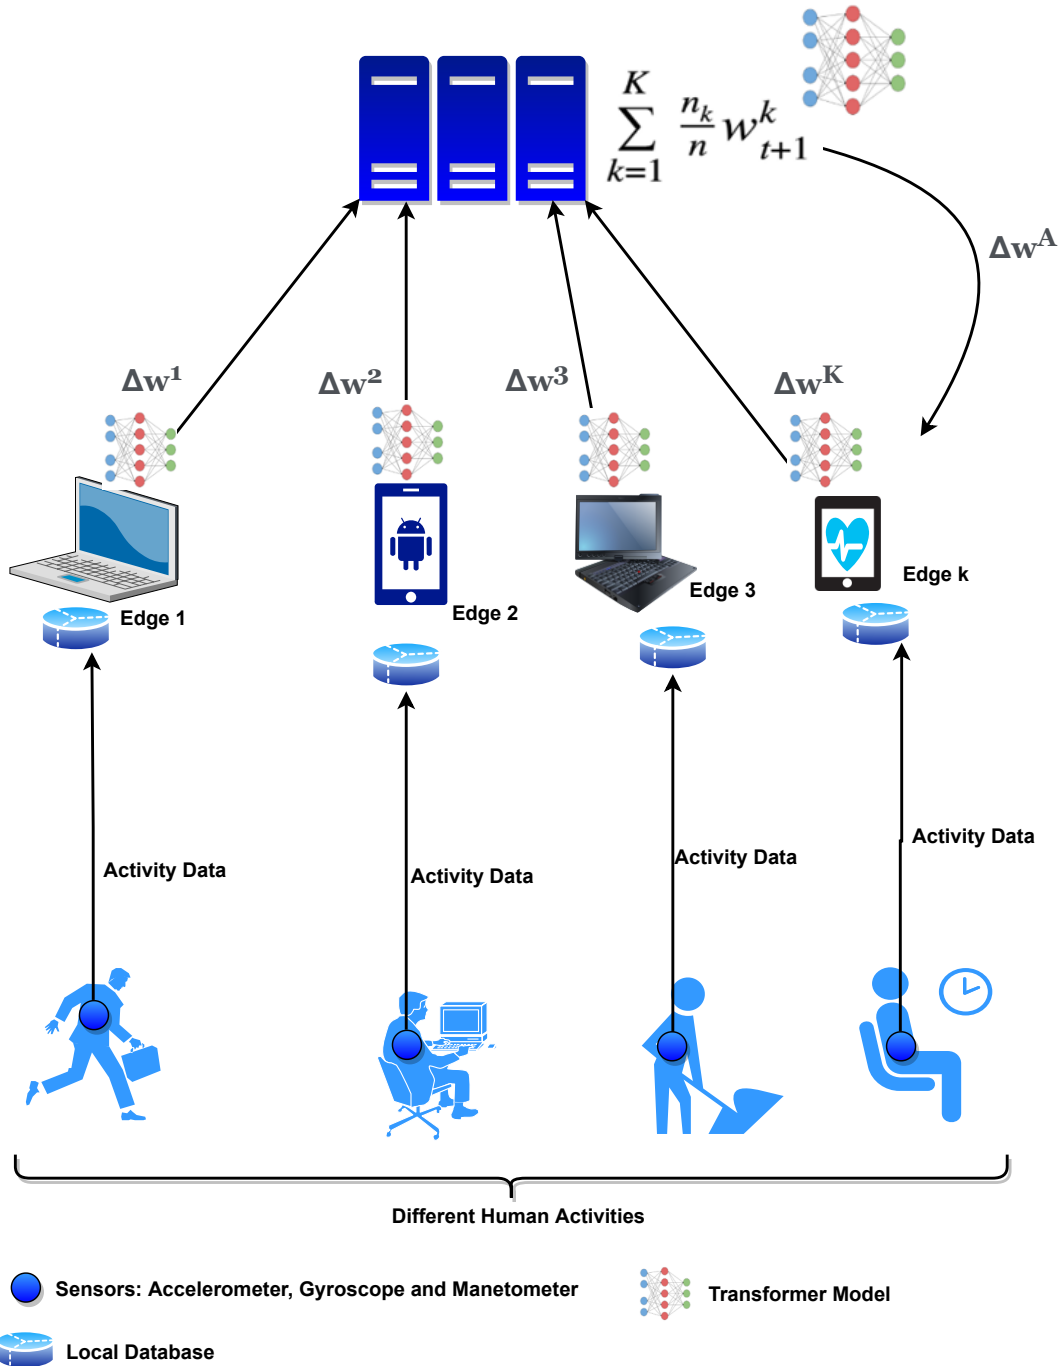 K
∑ n_k/n w^k_{t+1}
k=1
Δw^A
Δw^1
Δw^2
Δw^3
Δw^K
Edge 1
Edge 2
Edge 3
Edge k
Activity Data
Activity Data
Activity Data
Activity Data
Different Human Activities
Sensors: Accelerometer, Gyroscope and Manetometer
Transformer Model
Local Database